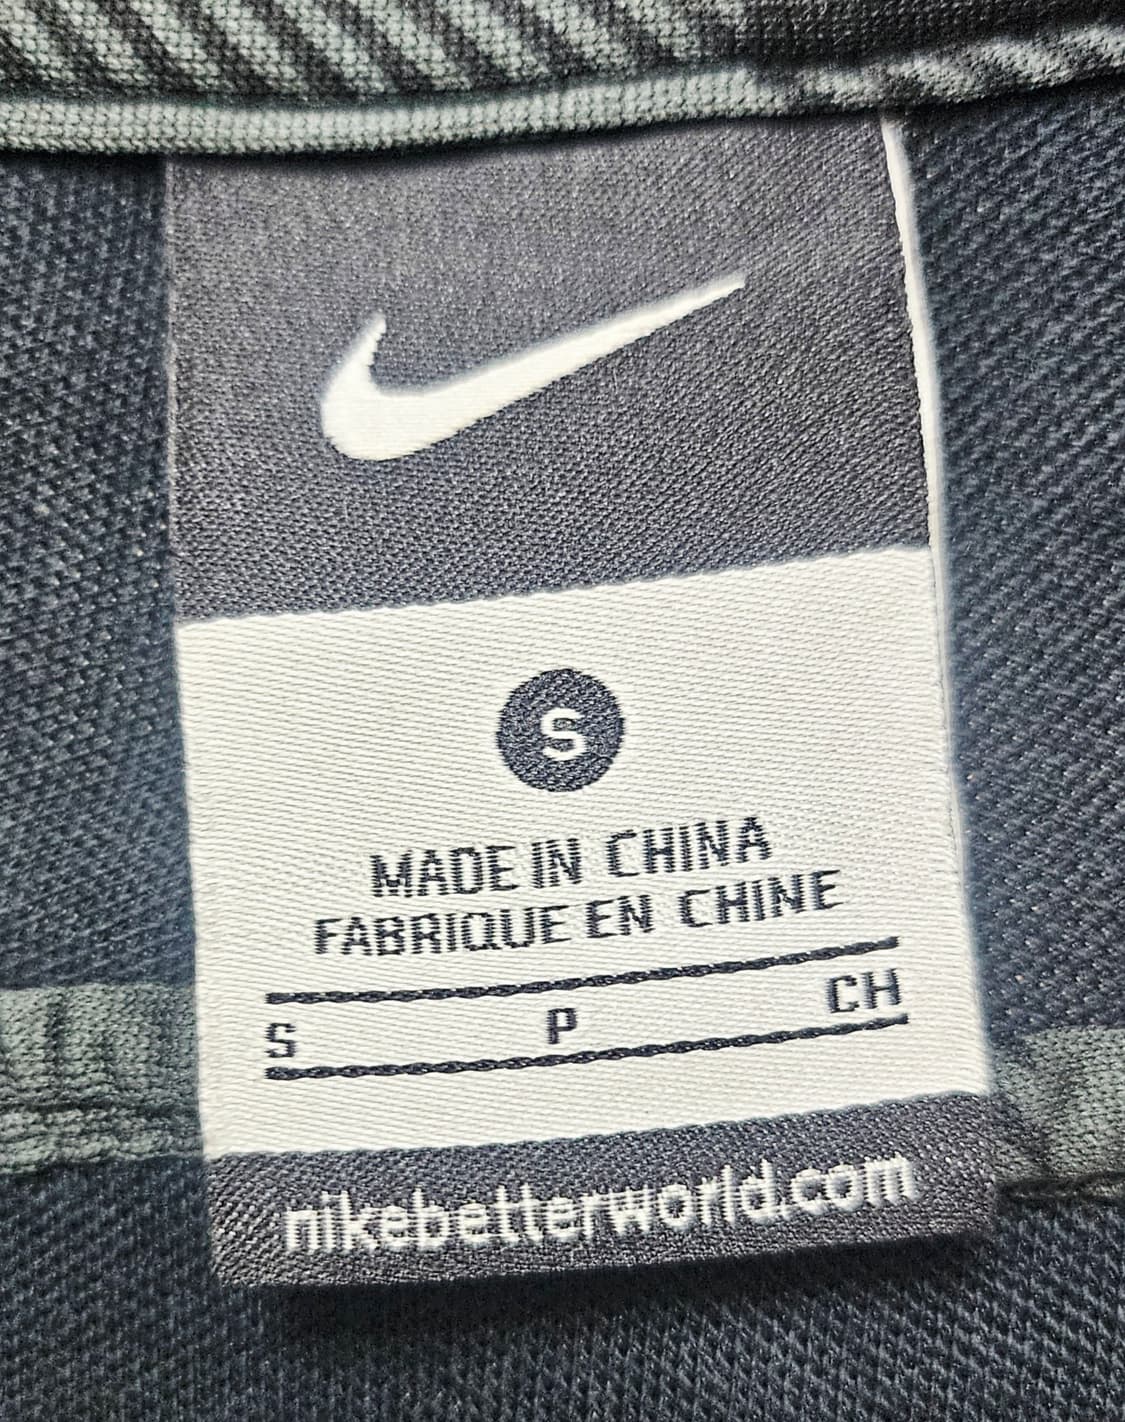 S
MADE IN CHINA
FABRIQUE EN CHINE
S P CH
nikebetterworld.com